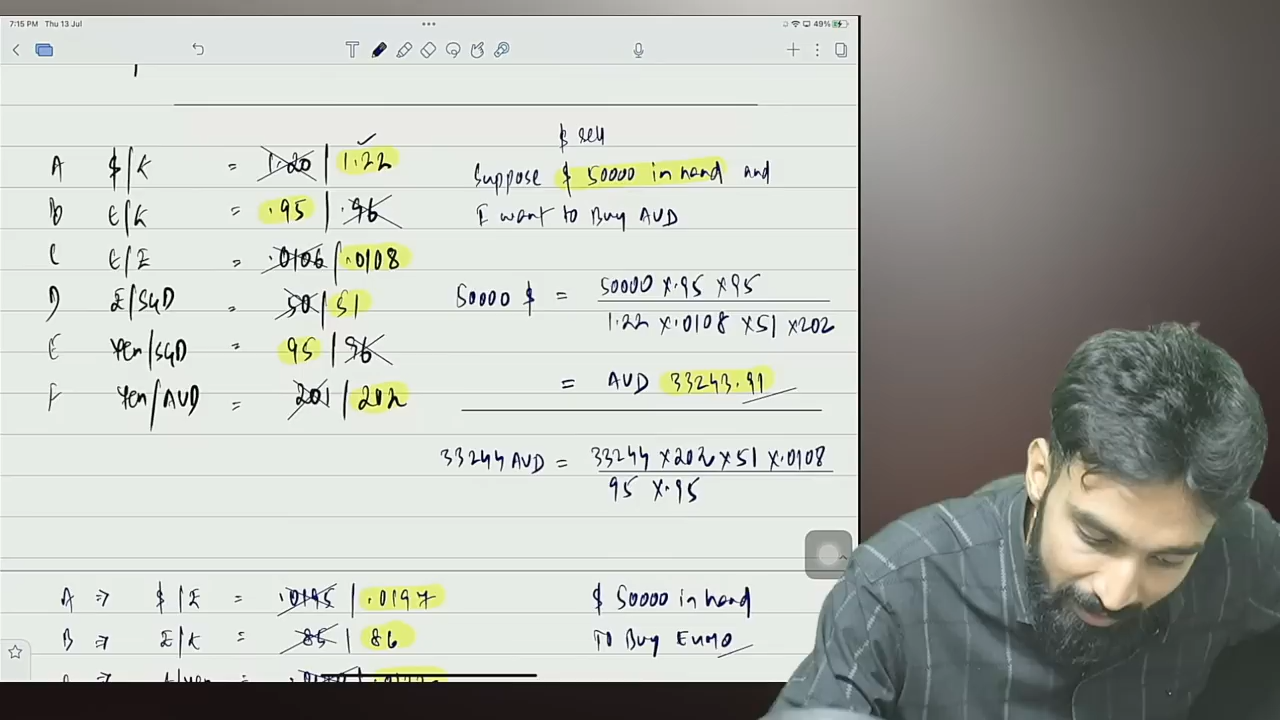 7:15 PM Thu 13 Jul
49%
$ sell
A $/K = 1.20 | 1.22
Suppose $ 50000 in hand and
B €/K = .95 | .96
I want to Buy AUD
C €/£ = .0106 | .0108
D £/SGD = 50 | 51
50000 $ = 50000 x .95 x 95
1.22 x .0108 x 51 x 202
E Yen/SGD = 95 | 96
= AUD 33243.91
F Yen/AUD = 201 | 202
33244 AUD = 33244 x 202 x 51 x .0108
95 x .95
A ⇒ $/£ = .0195 | .0197
$ 50000 in hand
B ⇒ £/K = 85 | 86
To Buy Euro